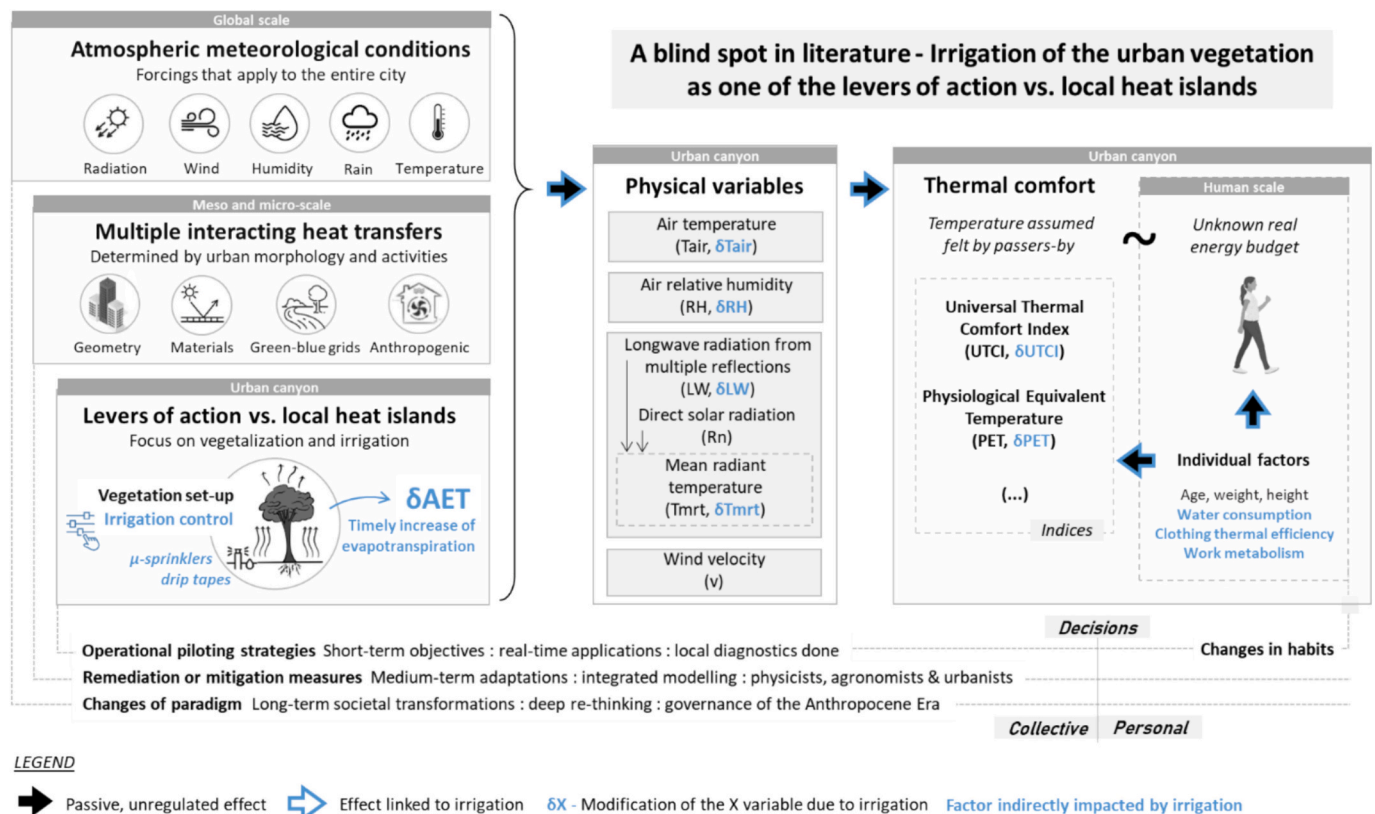 Global scale
Atmospheric meteorological conditions
Forcings that apply to the entire city
Radiation Wind Humidity Rain Temperature
Meso and micro-scale
Multiple interacting heat transfers
Determined by urban morphology and activities
Geometry Materials Green-blue grids Anthropogenic
Urban canyon
Levers of action vs. local heat islands
Focus on vegetalization and irrigation
Vegetation set-up
Irrigation control
μ-sprinklers
drip tapes
δAET
Timely increase of
evapotranspiration
A blind spot in literature - Irrigation of the urban vegetation
as one of the levers of action vs. local heat islands
Urban canyon
Physical variables
Air temperature
(Tair, δTair)
Air relative humidity
(RH, δRH)
Longwave radiation from
multiple reflections
(LW, δLW)
Direct solar radiation
(Rn)
Mean radiant
temperature
(Tmrt, δTmrt)
Wind velocity
(v)
Urban canyon
Thermal comfort
Temperature assumed
felt by passers-by
~
Universal Thermal
Comfort Index
(UTCI, δUTCI)
Physiological Equivalent
Temperature
(PET, δPET)
(...)
Indices
Human scale
Unknown real
energy budget
Individual factors
Age, weight, height
Water consumption
Clothing thermal efficiency
Work metabolism
Decisions
Operational piloting strategies Short-term objectives : real-time applications : local diagnostics done
Changes in habits
Remediation or mitigation measures Medium-term adaptations : integrated modelling : physicists, agronomists & urbanists
Changes of paradigm Long-term societal transformations : deep re-thinking : governance of the Anthropocene Era
Collective Personal
LEGEND
Passive, unregulated effect Effect linked to irrigation δX - Modification of the X variable due to irrigation Factor indirectly impacted by irrigation